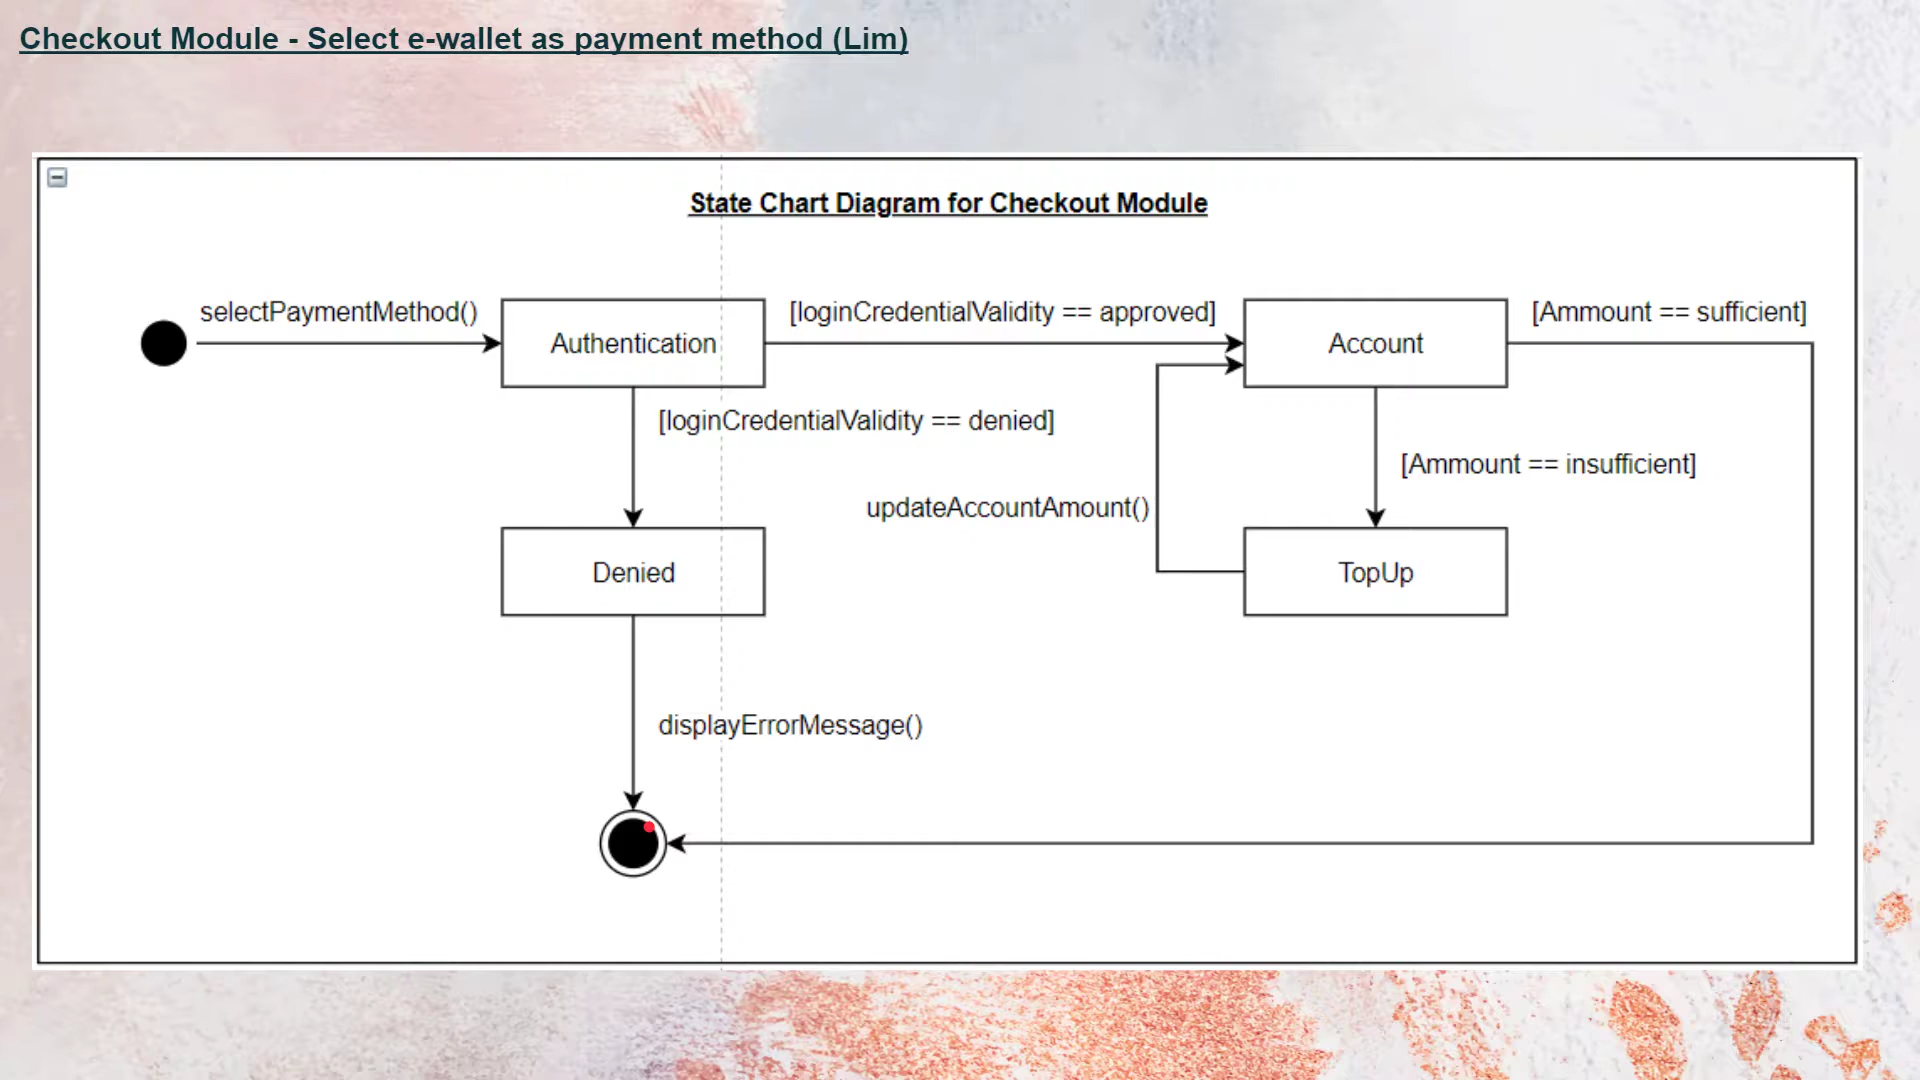 Checkout Module - Select e-wallet as payment method (Lim)
State Chart Diagram for Checkout Module
selectPaymentMethod()
Authentication
[loginCredentialValidity == approved]
Account
[Ammount == sufficient]
[loginCredentialValidity == denied]
[Ammount == insufficient]
updateAccountAmount()
Denied
TopUp
displayErrorMessage()